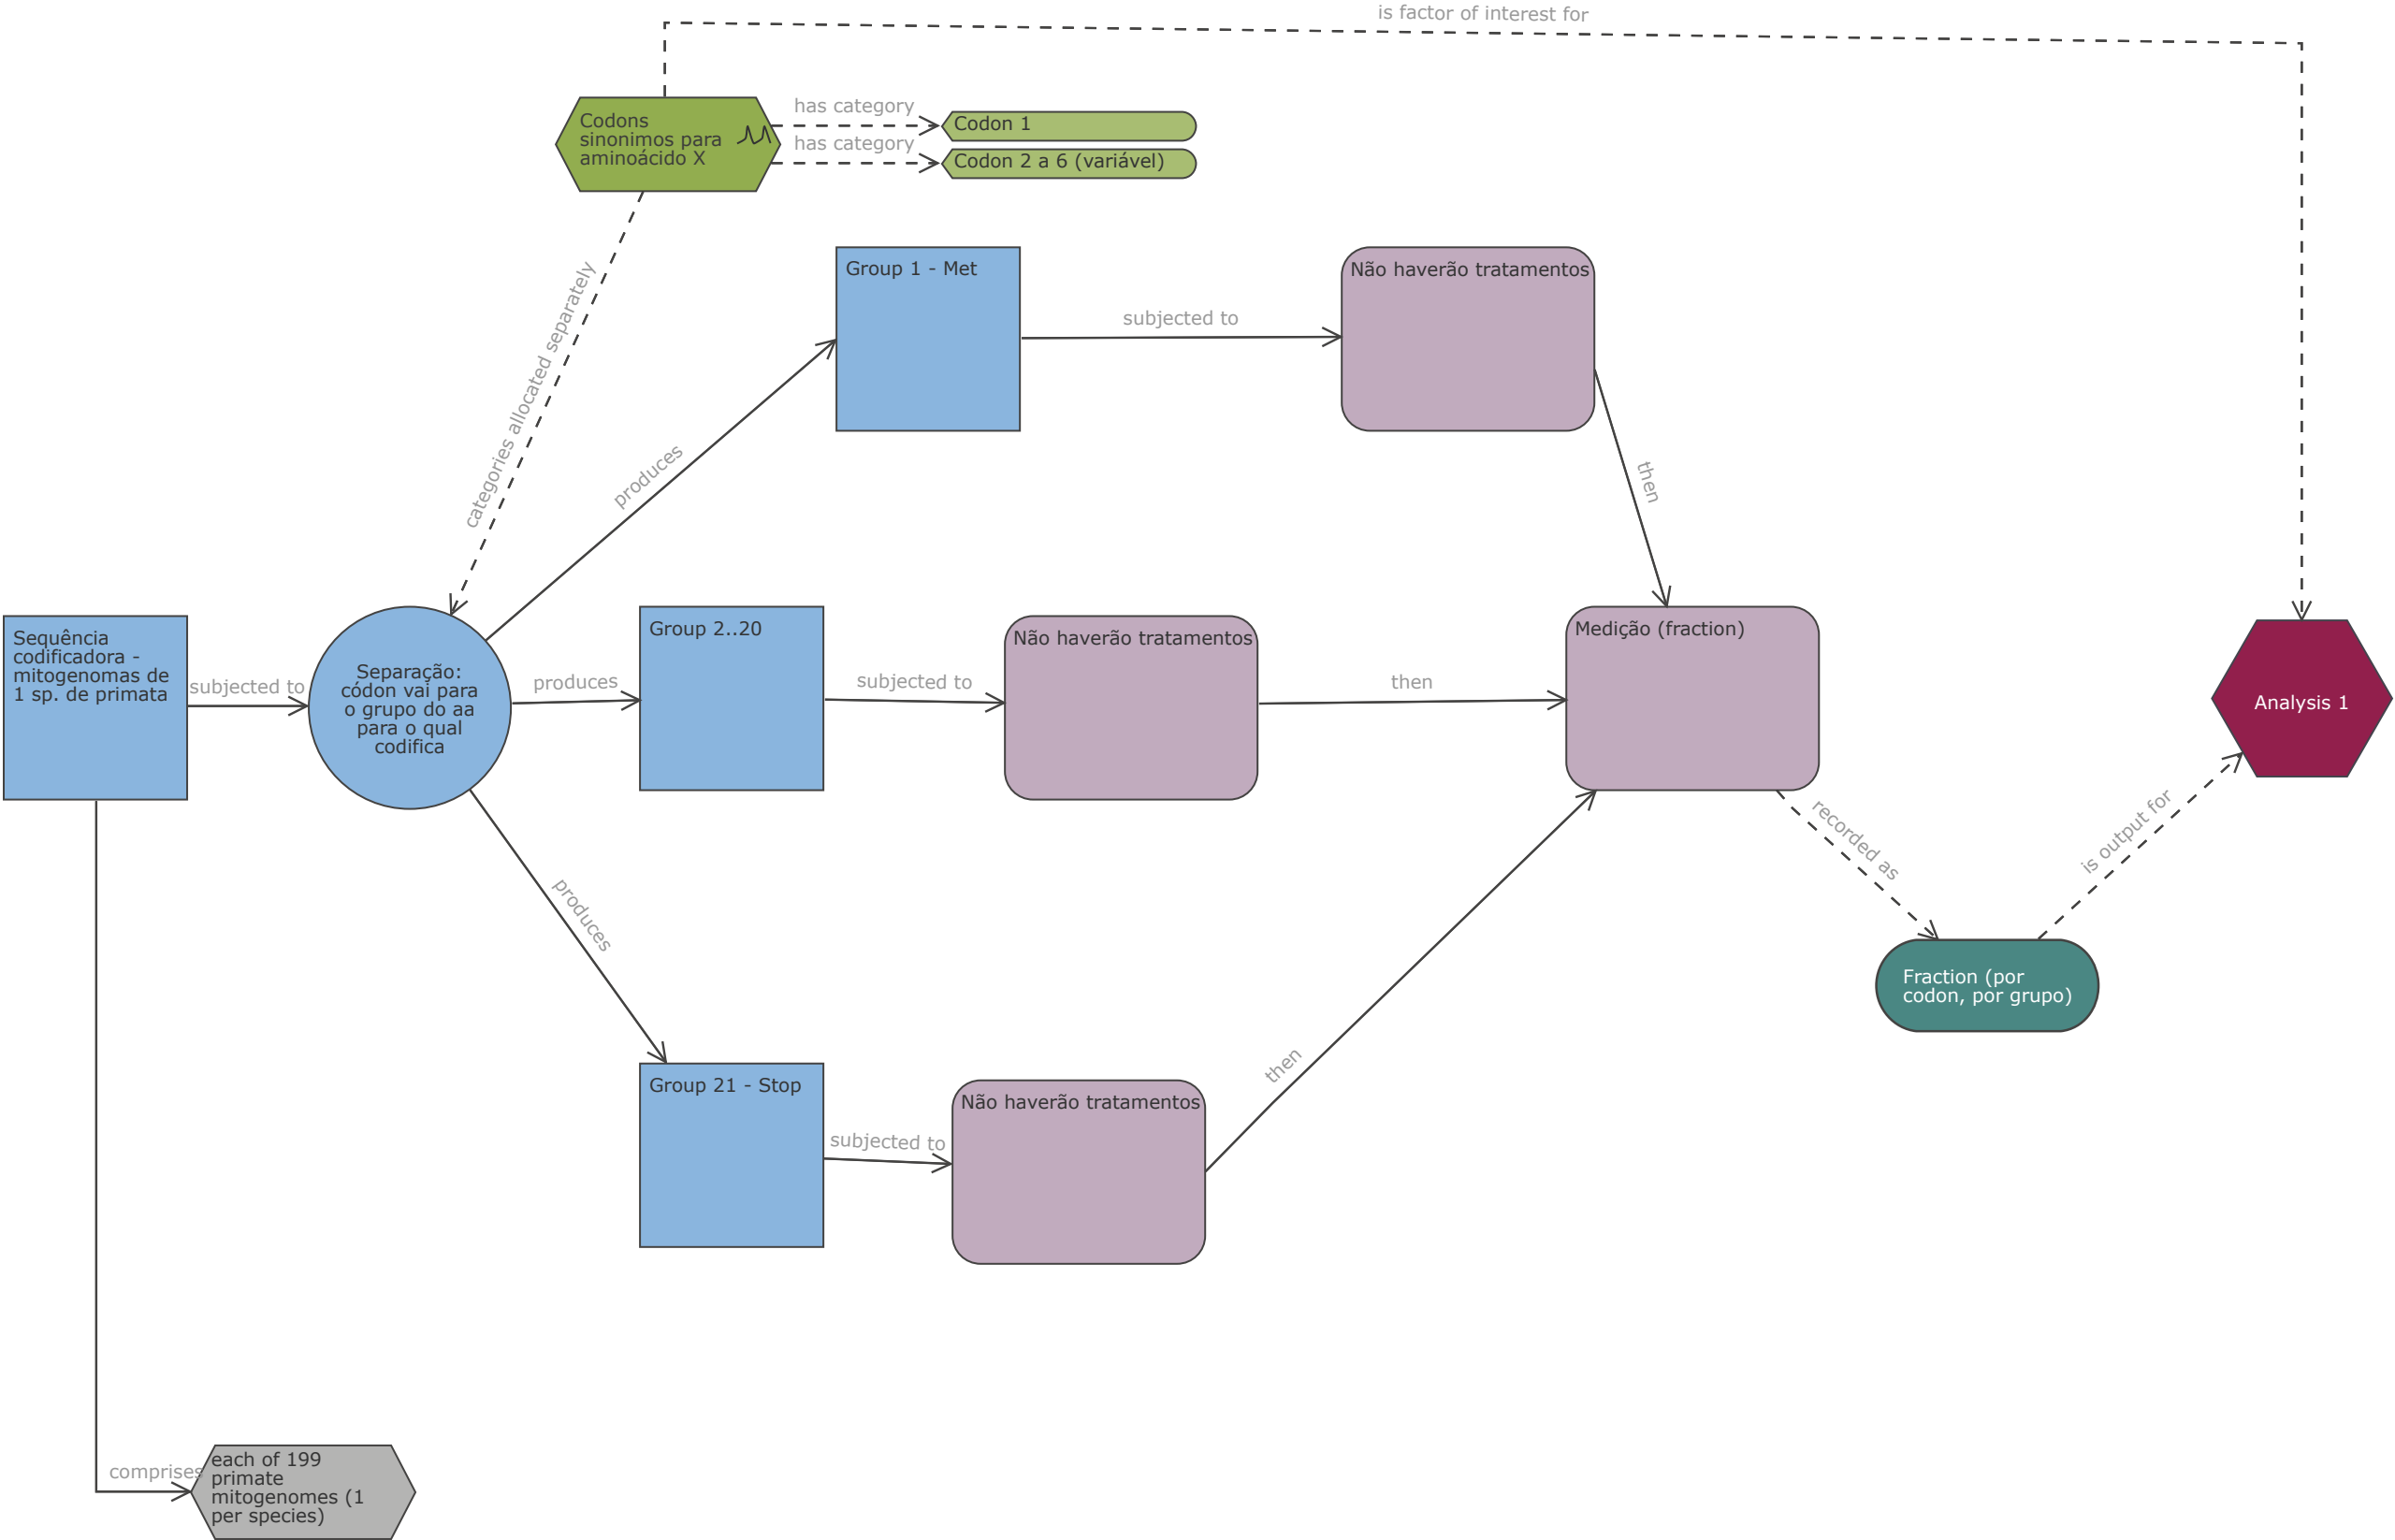 is factor of interest for
Codons
sinonimos para
aminoácido X
has category
Codon 1
has category
Codon 2 a 6 (variável)
categories allocated separately
Group 1 - Met
subjected to
Não haverão tratamentos
produces
then
Sequência
codificadora -
mitogenomas de
1 sp. de primata
subjected to
Separação:
códon vai para
o grupo do aa
para o qual
codifica
produces
Group 2..20
subjected to
Não haverão tratamentos
then
Medição (fraction)
Analysis 1
recorded as
is output for
Fraction (por
codon, por grupo)
produces
Group 21 - Stop
subjected to
Não haverão tratamentos
then
comprises
each of 199
primate
mitogenomes (1
per species)